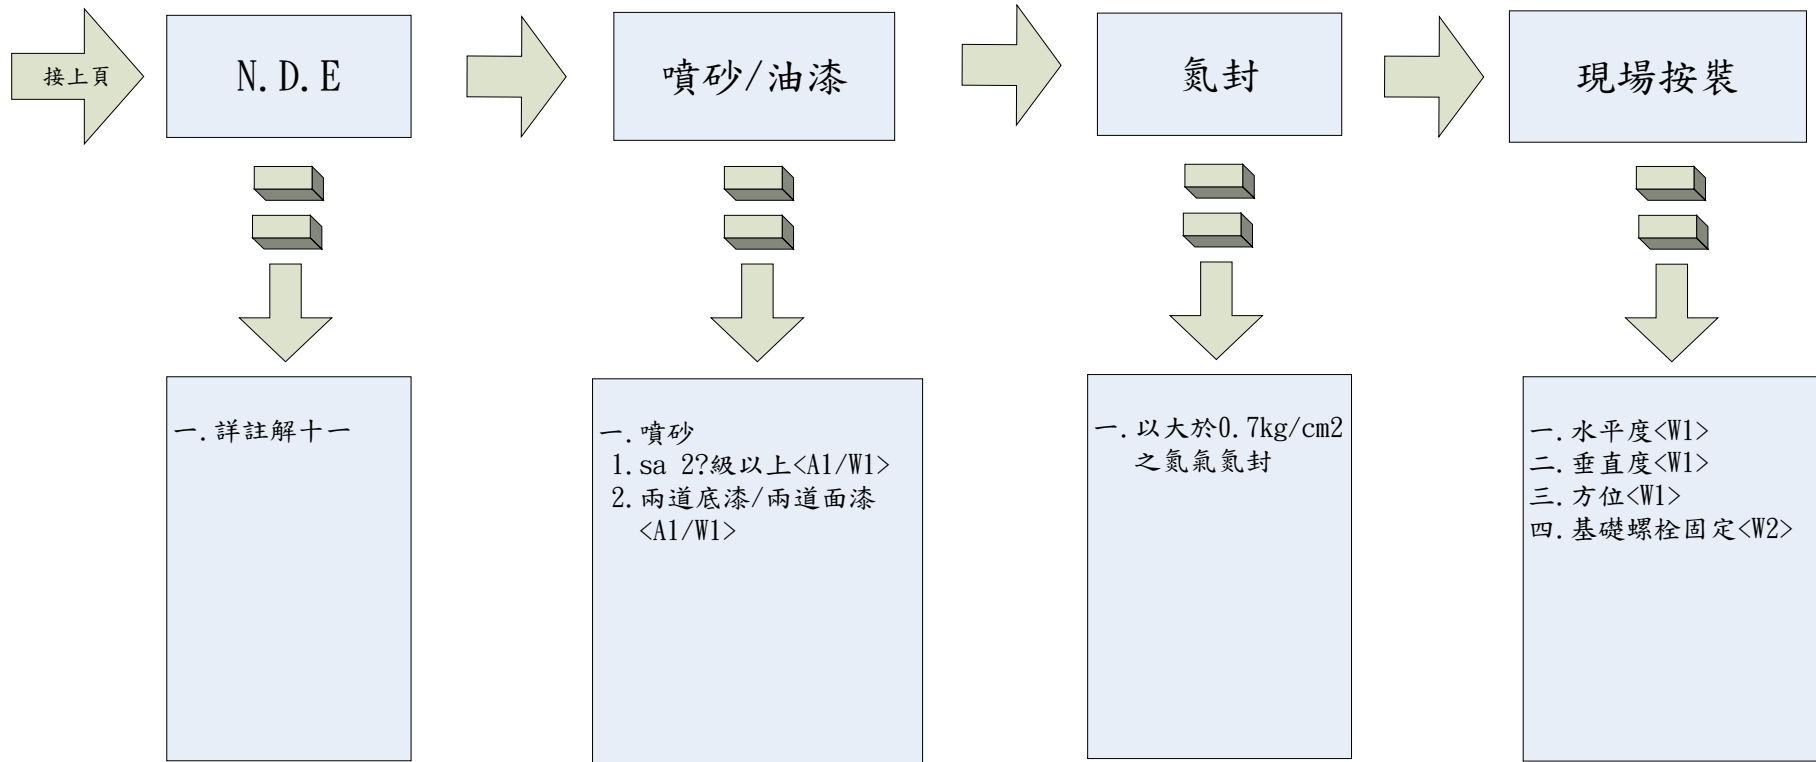 接上頁
N.D.E
噴砂/油漆
氮封
現場按裝
一.詳註解十一
一.噴砂
1.sa 2?級以上<A1/W1>
2.兩道底漆/兩道面漆
<A1/W1>
一.以大於0.7kg/cm2
之氮氣氮封
一.水平度<W1>
二.垂直度<W1>
三.方位<W1>
四.基礎螺栓固定<W2>